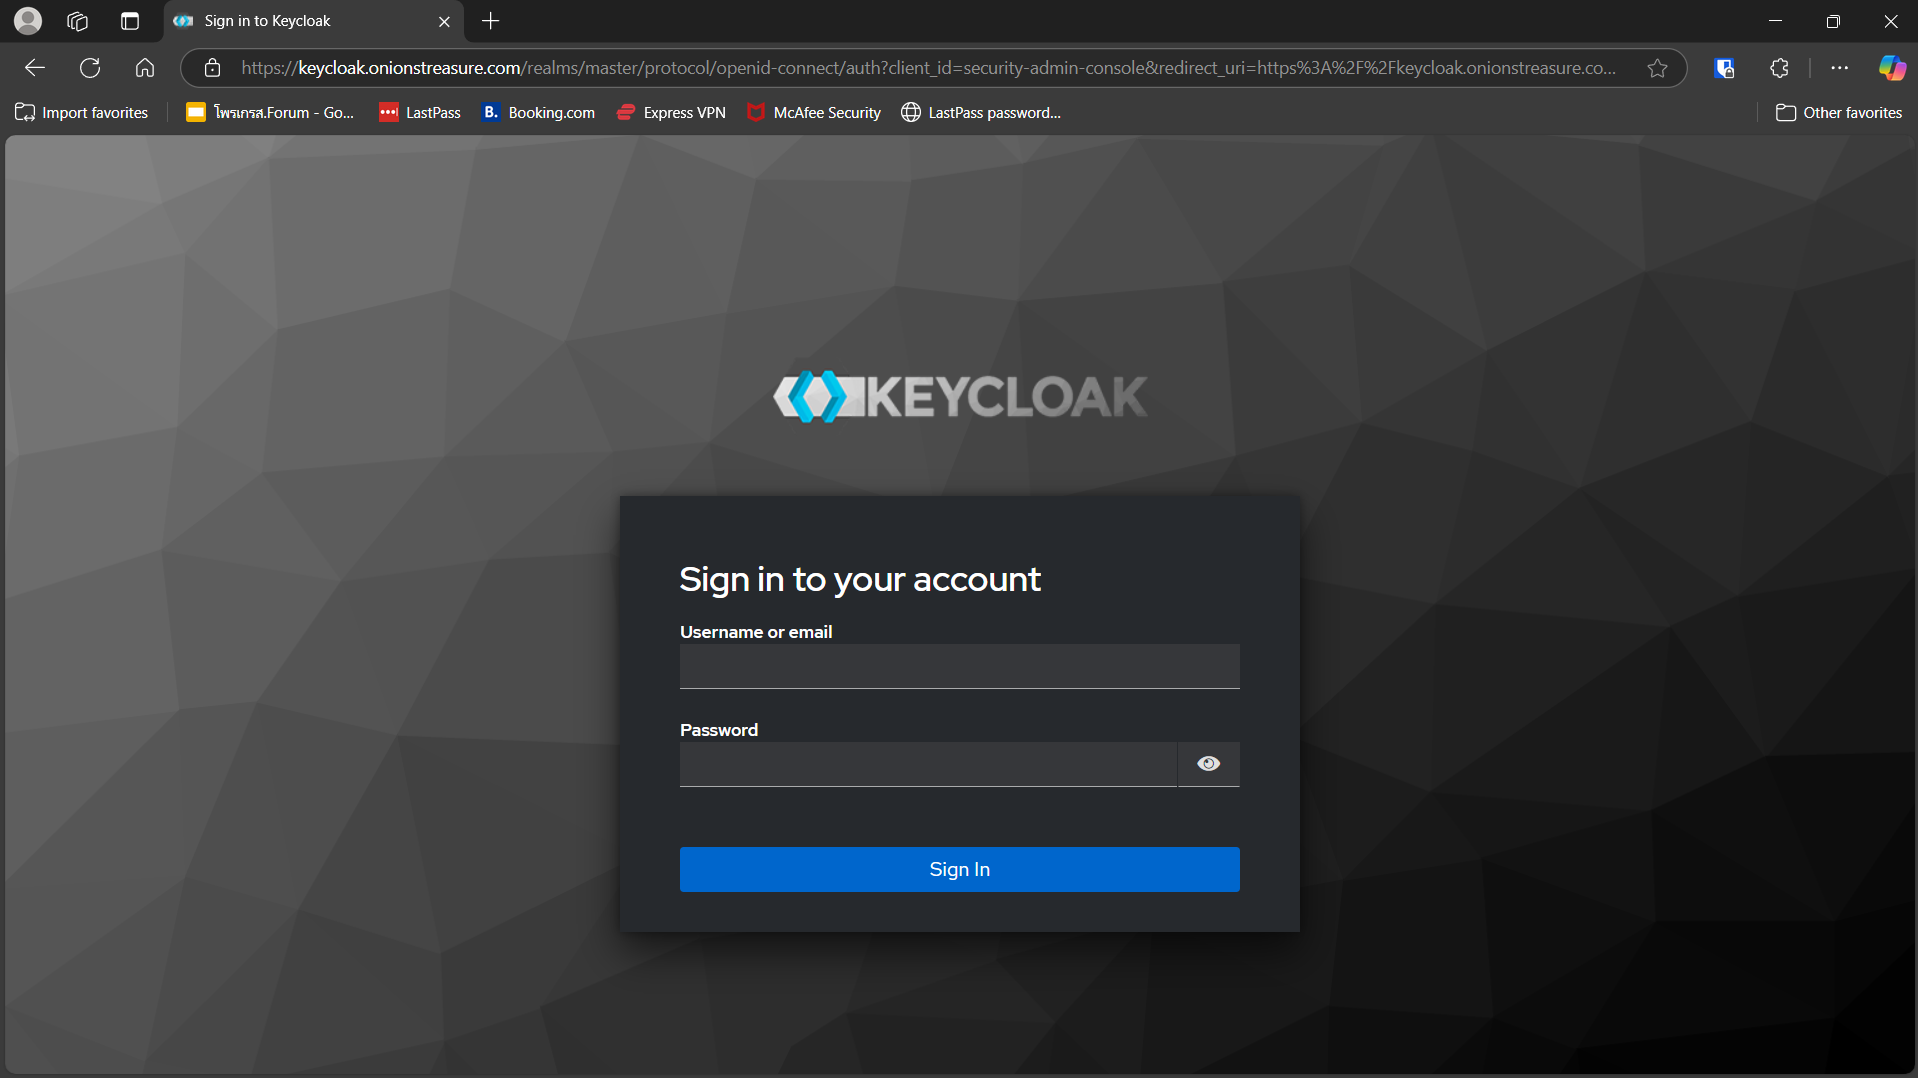 Sign in to Keycloak
https://keycloak.onionstreasure.com/realms/master/protocol/openid-connect/auth?client_id=security-admin-console&redirect_uri=https%3A%2F%2Fkeycloak.onionstreasure.co...
Import favorites
โพรเกรส.Forum - Go...
LastPass
B. Booking.com
Express VPN
McAfee Security
LastPass password...
Other favorites
KEYCLOAK
Sign in to your account
Username or email
Password
Sign In